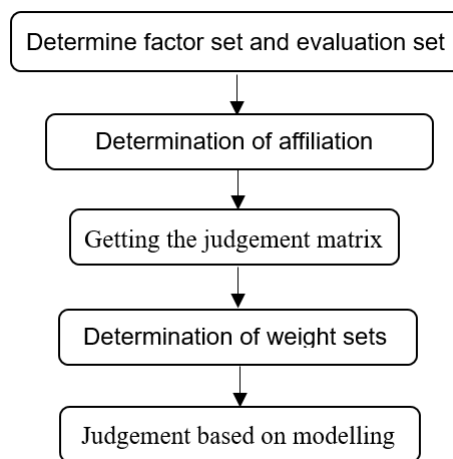 Determine factor set and evaluation set
Determination of affiliation
Getting the judgement matrix
Determination of weight sets
Judgement based on modelling